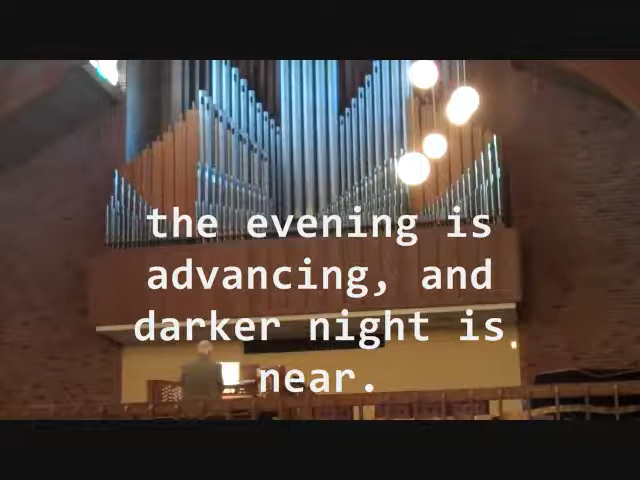 the evening is
advancing, and
darker night is
near.